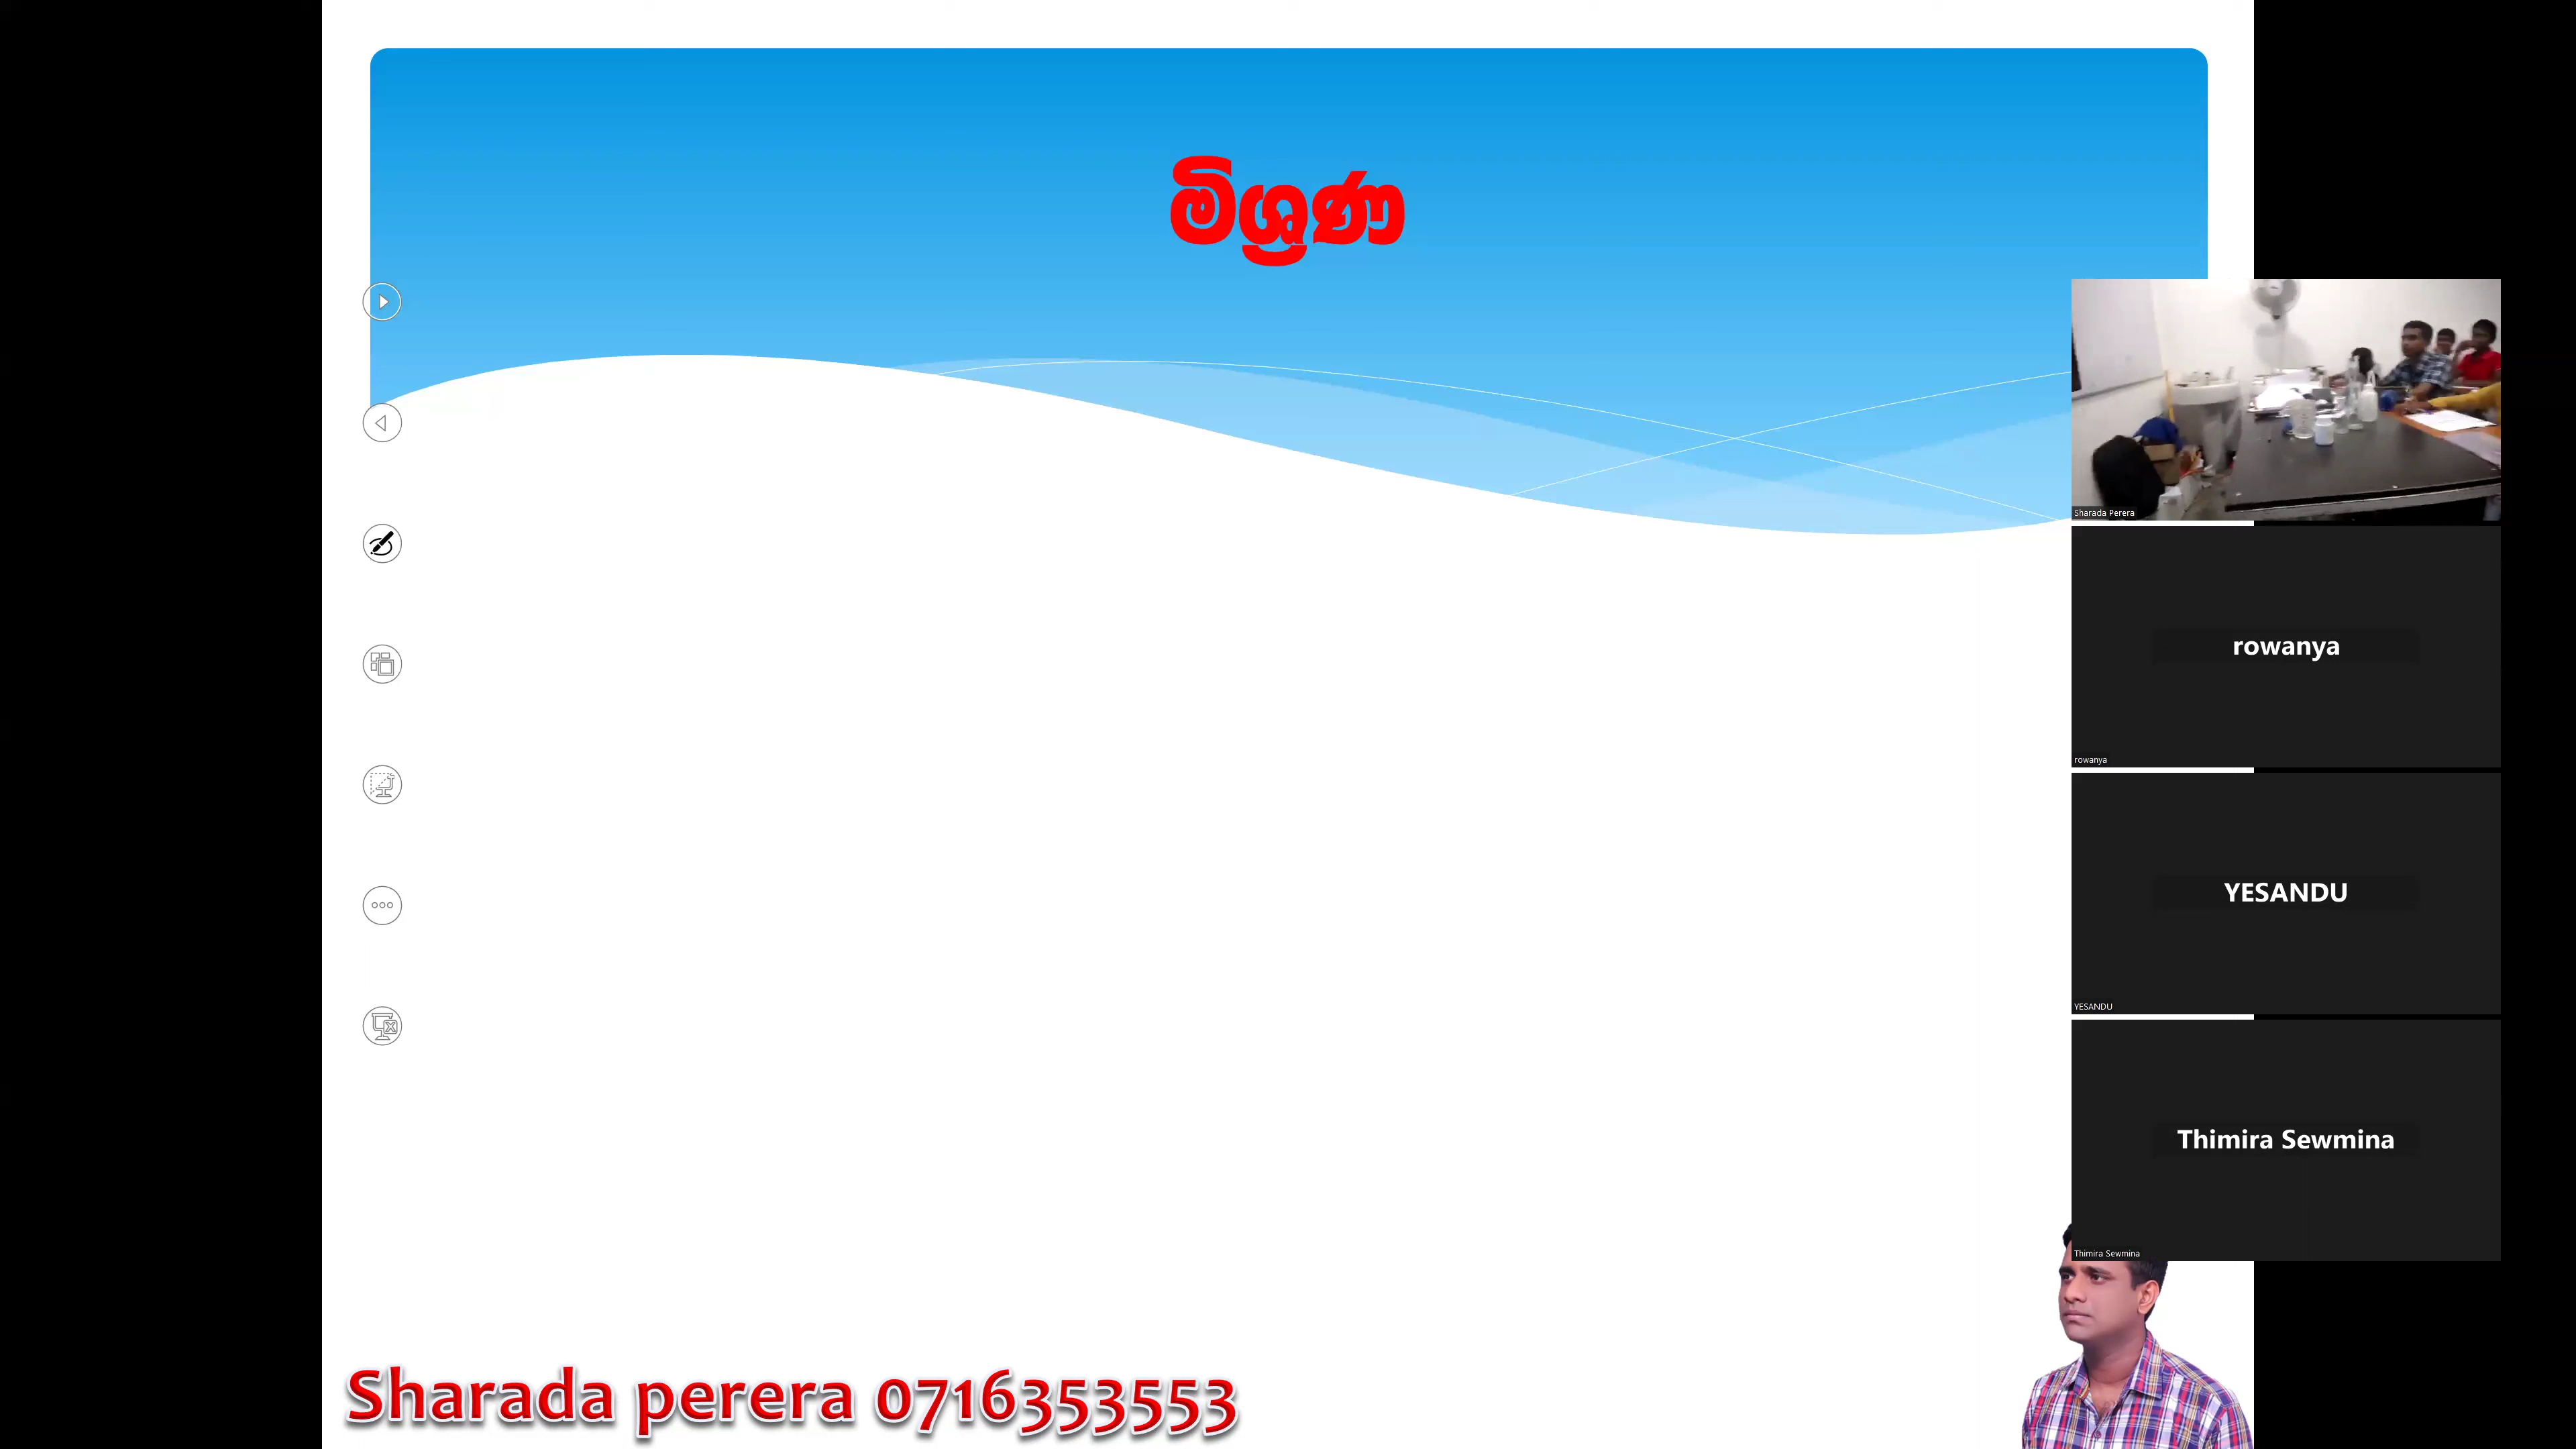 මිශ්‍රණ
Sharada Perera
rowanya
rowanya
YESANDU
YESANDU
Thimira Sewmina
Thimira Sewmina
Sharada perera 0716353553